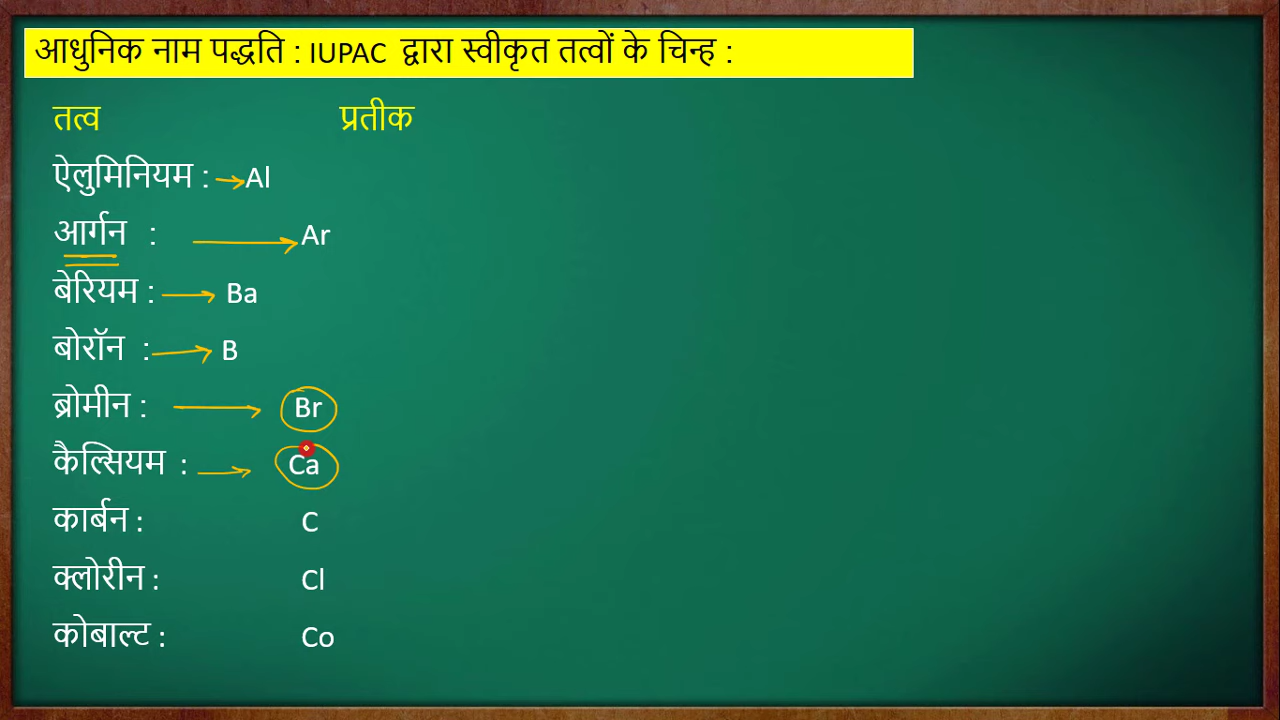 आधुनिक नाम पद्धति : IUPAC द्वारा स्वीकृत तत्वों के चिन्ह :
तत्व प्रतीक
ऐलुमिनियम : Al
आर्गन : Ar
बेरियम : Ba
बोरॉन : B
ब्रोमीन : Br
कैल्सियम : Ca
कार्बन : C
क्लोरीन : Cl
कोबाल्ट : Co